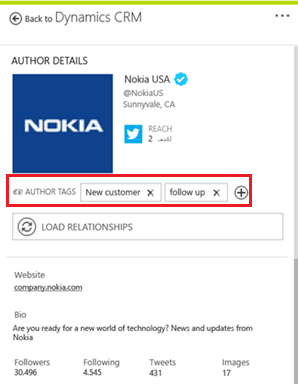 Back to Dynamics CRM
AUTHOR DETAILS
NOKIA
Nokia USA
@NokiaUS
Sunnyvale, CA
REACH
2
AUTHOR TAGS New customer X follow up X
LOAD RELATIONSHIPS
Website
company.nokia.com
Bio
Are you ready for a new world of technology? News and updates from
Nokia
Followers Following Tweets Images
30.496 4.545 431 17